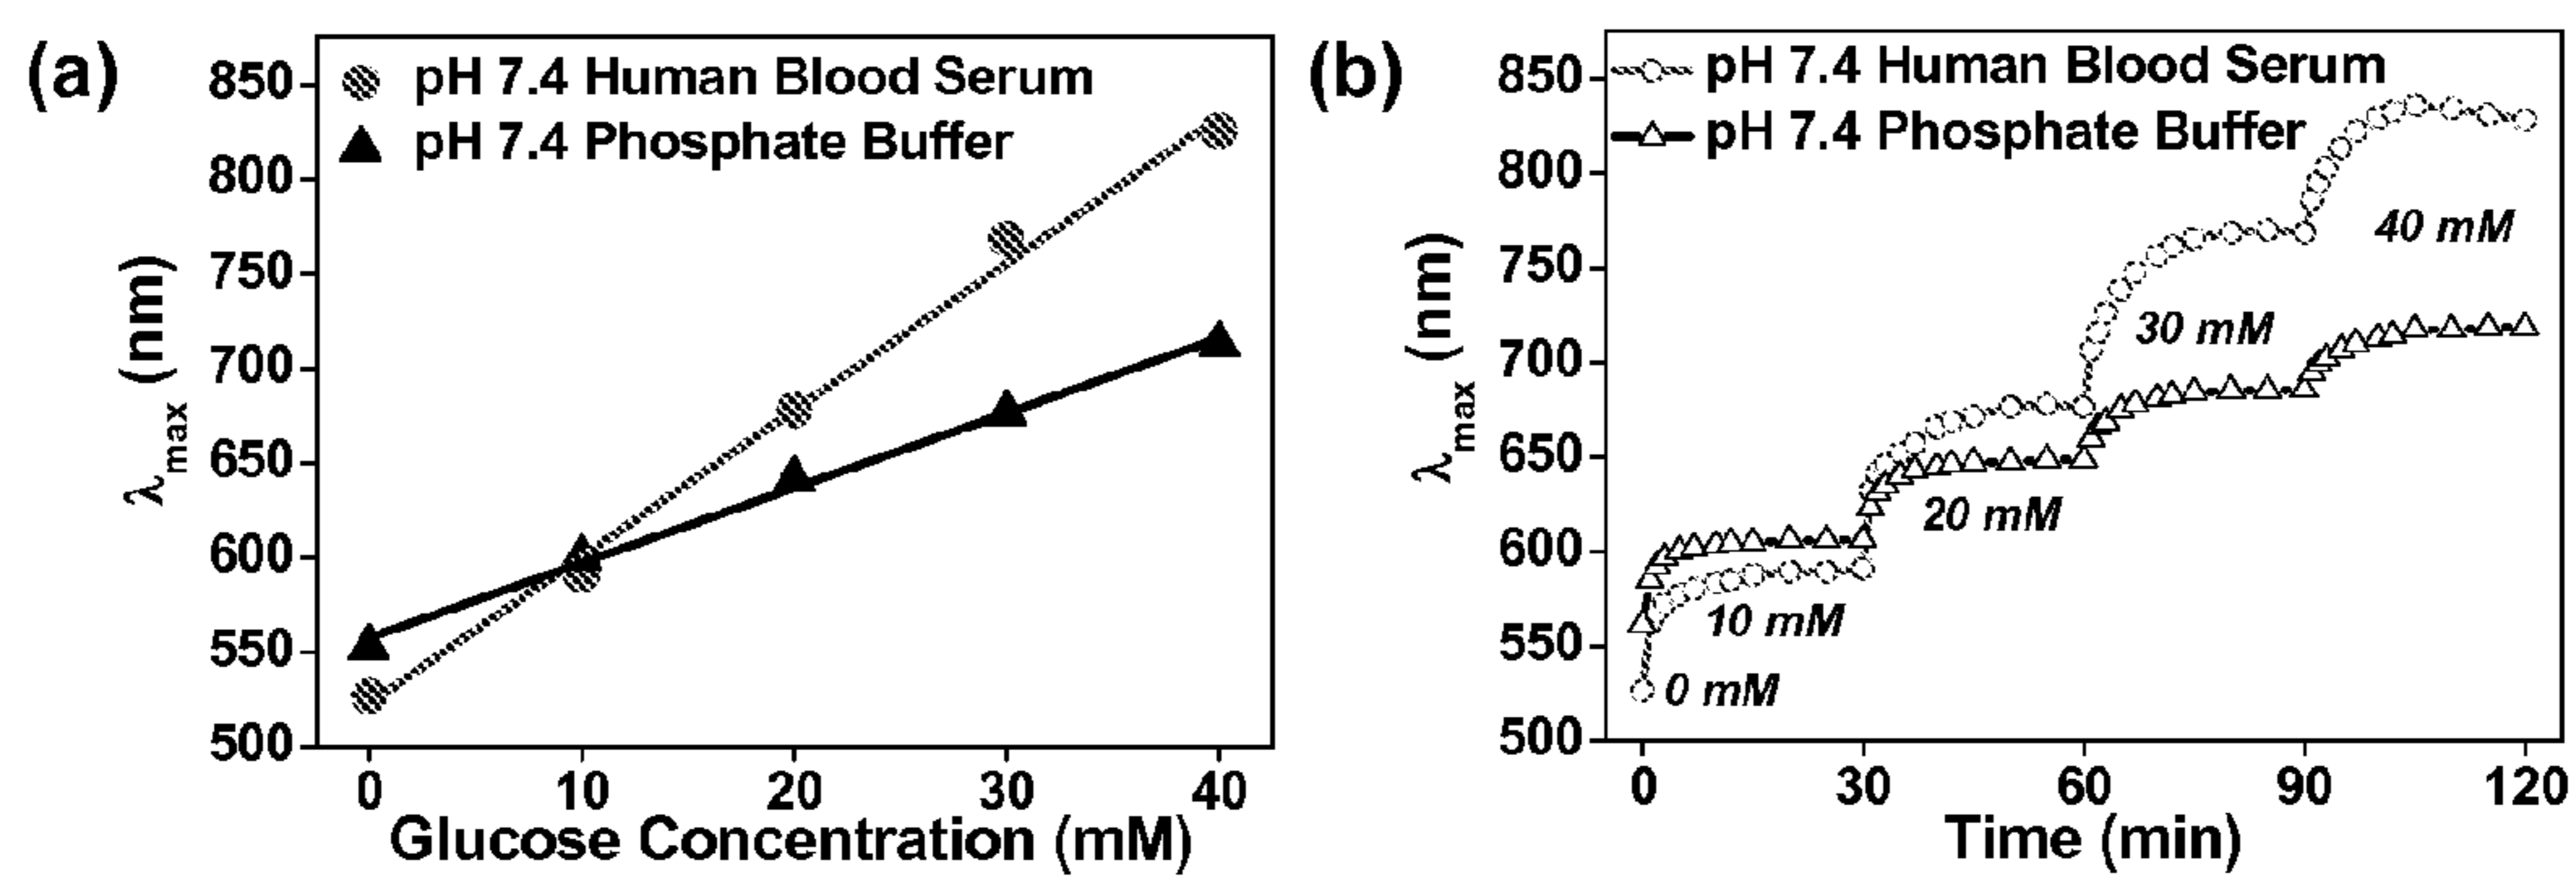 (a)
pH 7.4 Human Blood Serum
pH 7.4 Phosphate Buffer
850
800
750
700
650
600
550
500
λmax (nm)
0 10 20 30 40
Glucose Concentration (mM)
(b)
pH 7.4 Human Blood Serum
pH 7.4 Phosphate Buffer
850
800
750
700
650
600
550
500
λmax (nm)
40 mM
30 mM
20 mM
10 mM
0 mM
0 30 60 90 120
Time (min)